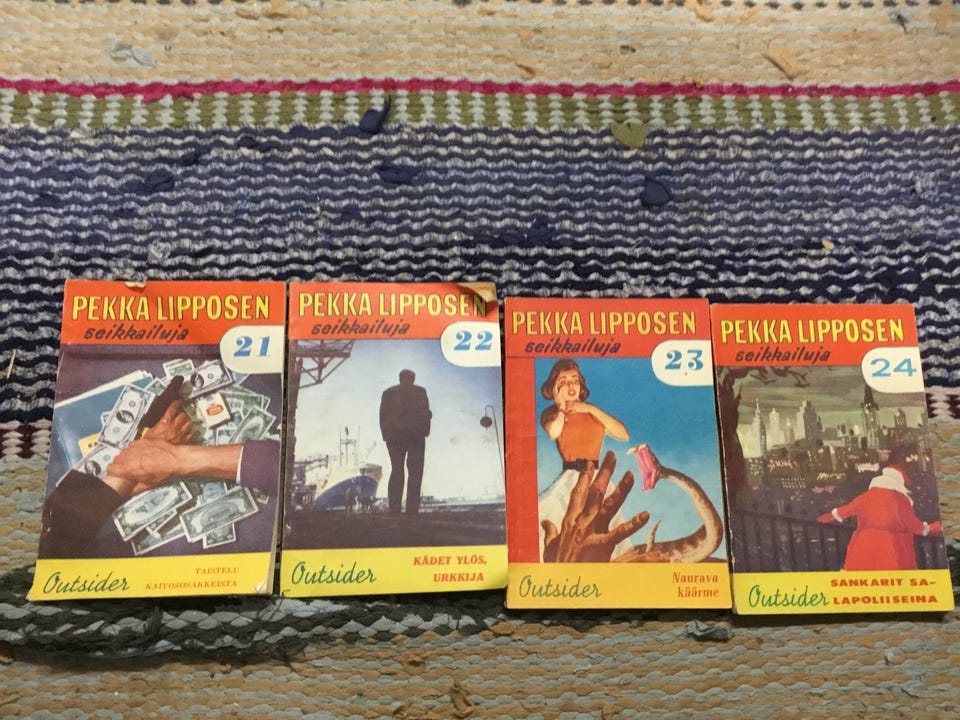 PEKKA LIPPOSEN
seikkailuja
21
Outsider
TAISTELU
KAIVOSOSAKKEISTA
PEKKA LIPPOSEN
seikkailuja
22
Outsider
KÄDET YLÖS,
URKKIJA
PEKKA LIPPOSEN
seikkailuja
23
Outsider
Naurava
käärme
PEKKA LIPPOSEN
seikkailuja
24
Outsider
SANKARIT SA-
LAPOLIISEINA